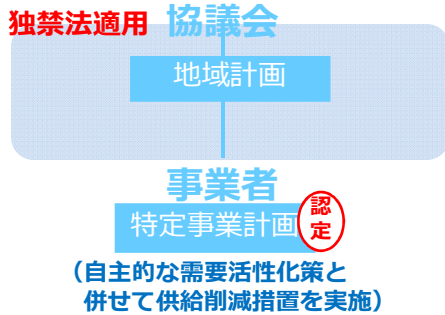 独禁法適用 協議会
地域計画
事業者
特定事業計画 認定
（自主的な需要活性化策と
併せて供給削減措置を実施）